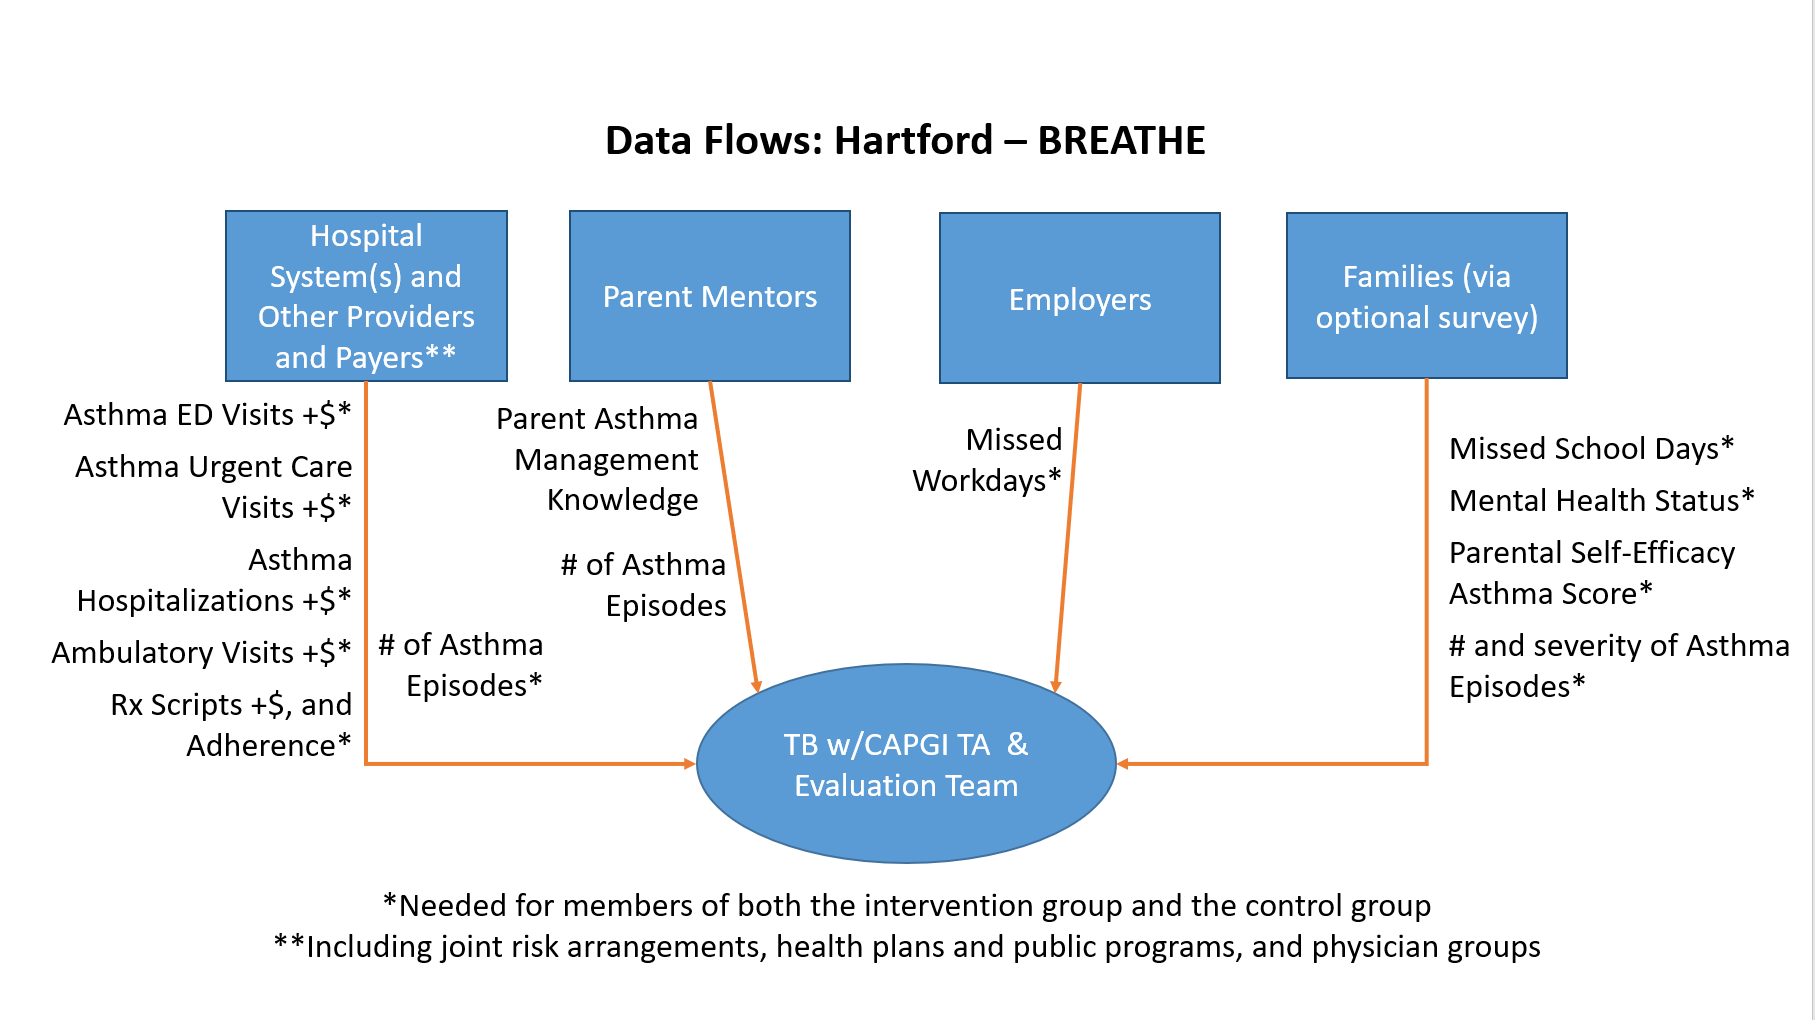 Data Flows: Hartford – BREATHE
Hospital
System(s) and
Other Providers
and Payers**
Parent Mentors
Employers
Families (via
optional survey)
Asthma ED Visits +$*
Asthma Urgent Care
Visits +$*
Asthma
Hospitalizations +$*
Ambulatory Visits +$*
Rx Scripts +$, and
Adherence*
# of Asthma
Episodes*
Parent Asthma
Management
Knowledge
# of Asthma
Episodes
Missed
Workdays*
Missed School Days*
Mental Health Status*
Parental Self-Efficacy
Asthma Score*
# and severity of Asthma
Episodes*
TB w/CAPGI TA  &
Evaluation Team
*Needed for members of both the intervention group and the control group
**Including joint risk arrangements, health plans and public programs, and physician groups